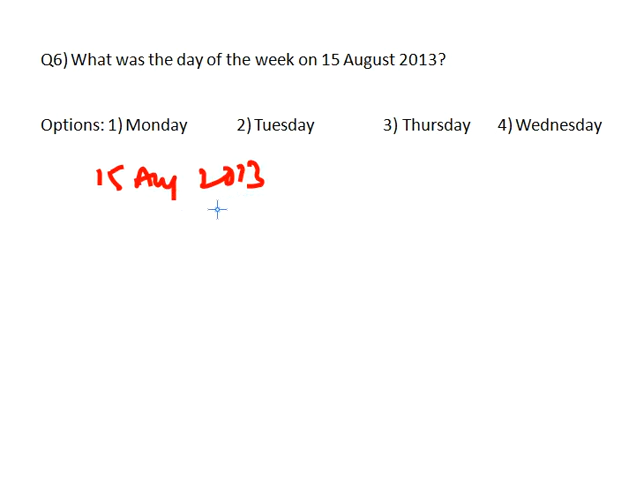 Q6) What was the day of the week on 15 August 2013?
Options: 1) Monday 2) Tuesday 3) Thursday 4) Wednesday
15 Aug 2013